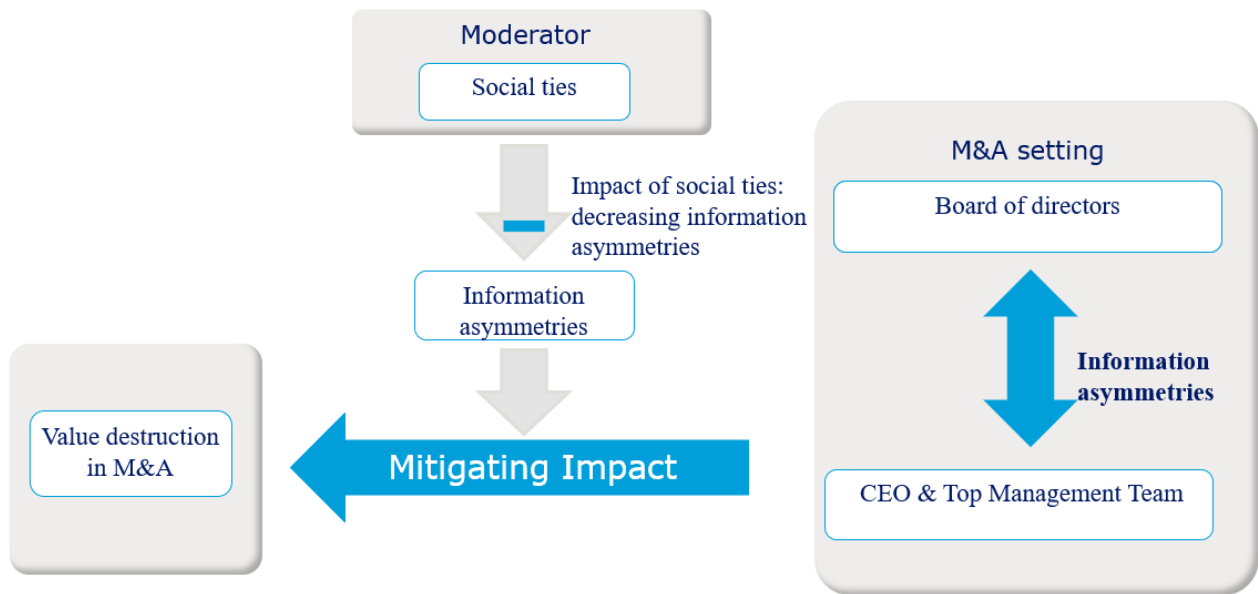 Moderator
Social ties
Impact of social ties:
decreasing information
asymmetries
Information
asymmetries
M&A setting
Board of directors
Information
asymmetries
CEO & Top Management Team
Value destruction
in M&A
Mitigating Impact